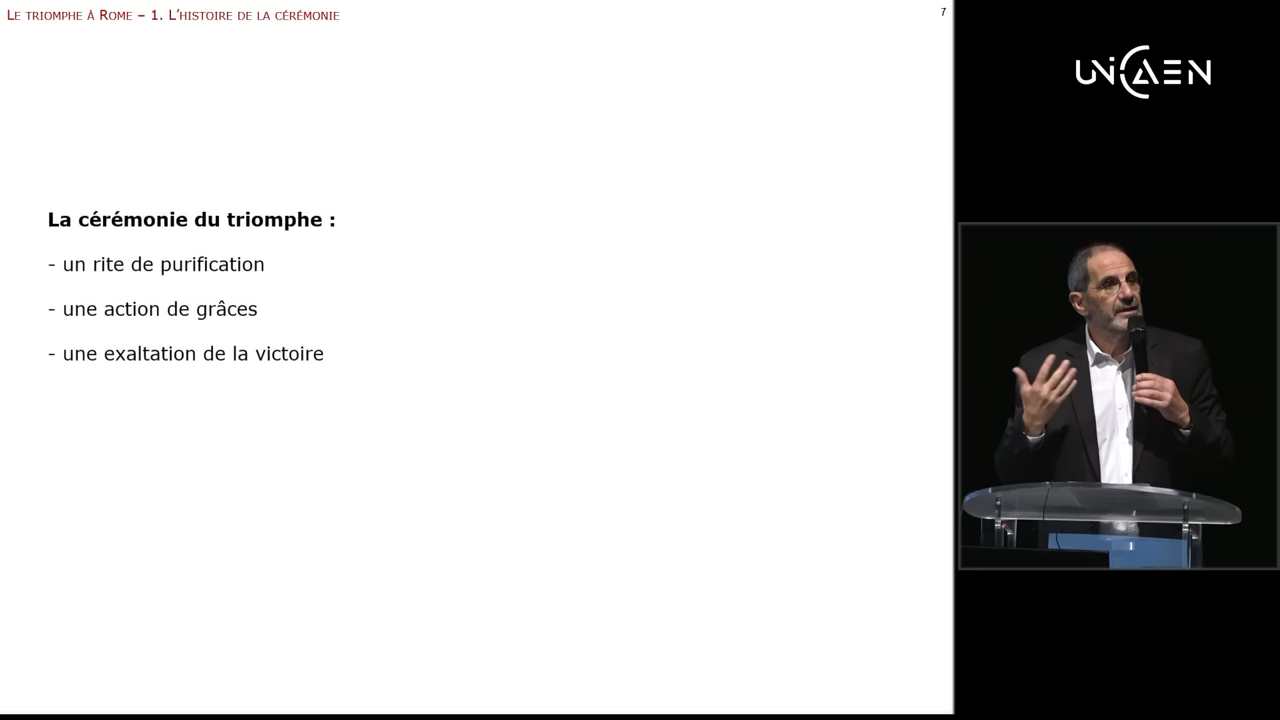 Le triomphe à Rome – 1. L'histoire de la cérémonie
7
La cérémonie du triomphe :
- un rite de purification
- une action de grâces
- une exaltation de la victoire
UNICAEN